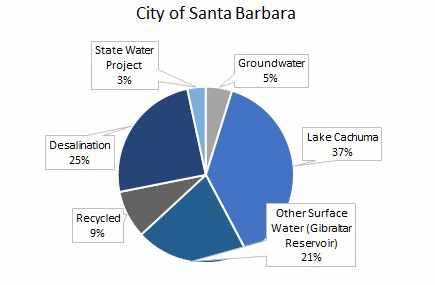 City of Santa Barbara
State Water
Project
3%
Groundwater
5%
Lake Cachuma
37%
Desalination
25%
Recycled
9%
Other Surface
Water (Gibraltar
Reservoir)
21%